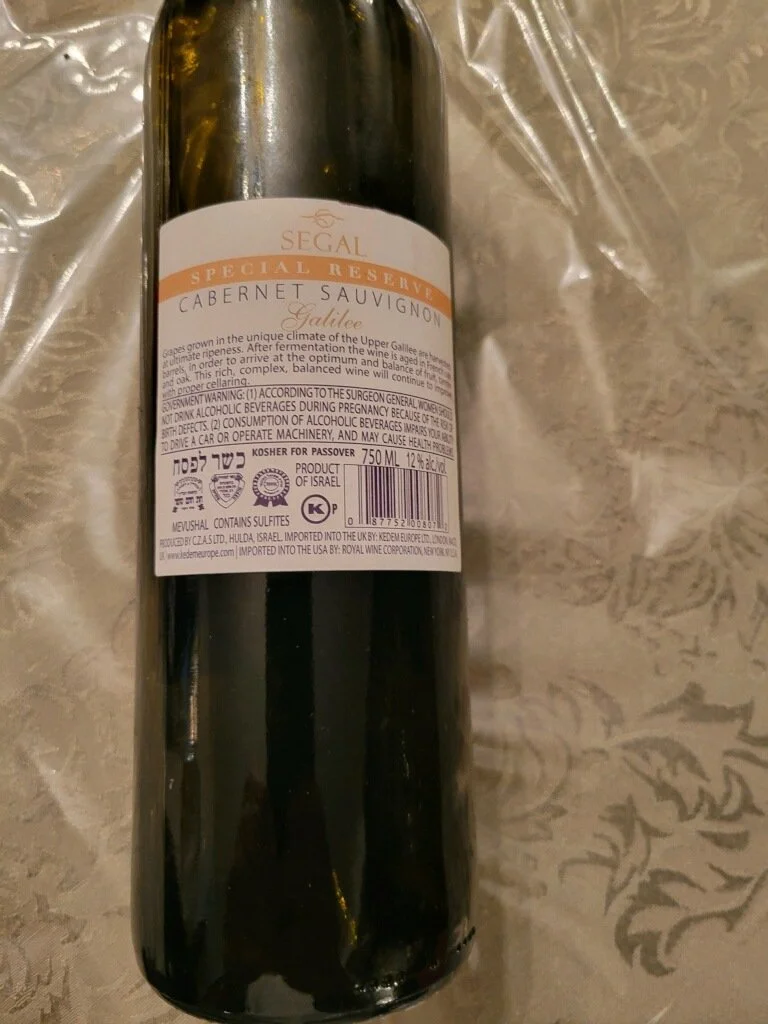 SEGAL
SPECIAL RESERVE
CABERNET SAUVIGNON
Galilee
Grapes grown in the unique climate of the Upper Galilee are
at ultimate ripeness. After fermentation the wine is aged in French
barrels, in order to arrive at the optimum and balance of fruit,
and oak. This rich, complex, balanced wine will continue to
with proper cellaring.
GOVERNMENT WARNING: (1) ACCORDING TO THE SURGEON GENERAL, WOMEN SHOULD
NOT DRINK ALCOHOLIC BEVERAGES DURING PREGNANCY BECAUSE OF THE RISK OF
BIRTH DEFECTS. (2) CONSUMPTION OF ALCOHOLIC BEVERAGES IMPAIRS YOUR ABILITY
TO DRIVE A CAR OR OPERATE MACHINERY, AND MAY CAUSE HEALTH PROBLEMS.
כשר לפסח KOSHER FOR PASSOVER 750 ML 12% alc/vol.
PRODUCT
OF ISRAEL
K P
MEVUSHAL CONTAINS SULFITES
0 87752 00807
PRODUCED BY C.Z.A.S LTD., HULDA, ISRAEL. IMPORTED INTO THE UK BY: KEDEM EUROPE LTD., LONDON,
UK. www.kedemeurope.com | IMPORTED INTO THE USA BY: ROYAL WINE CORPORATION, NEW YORK, NY